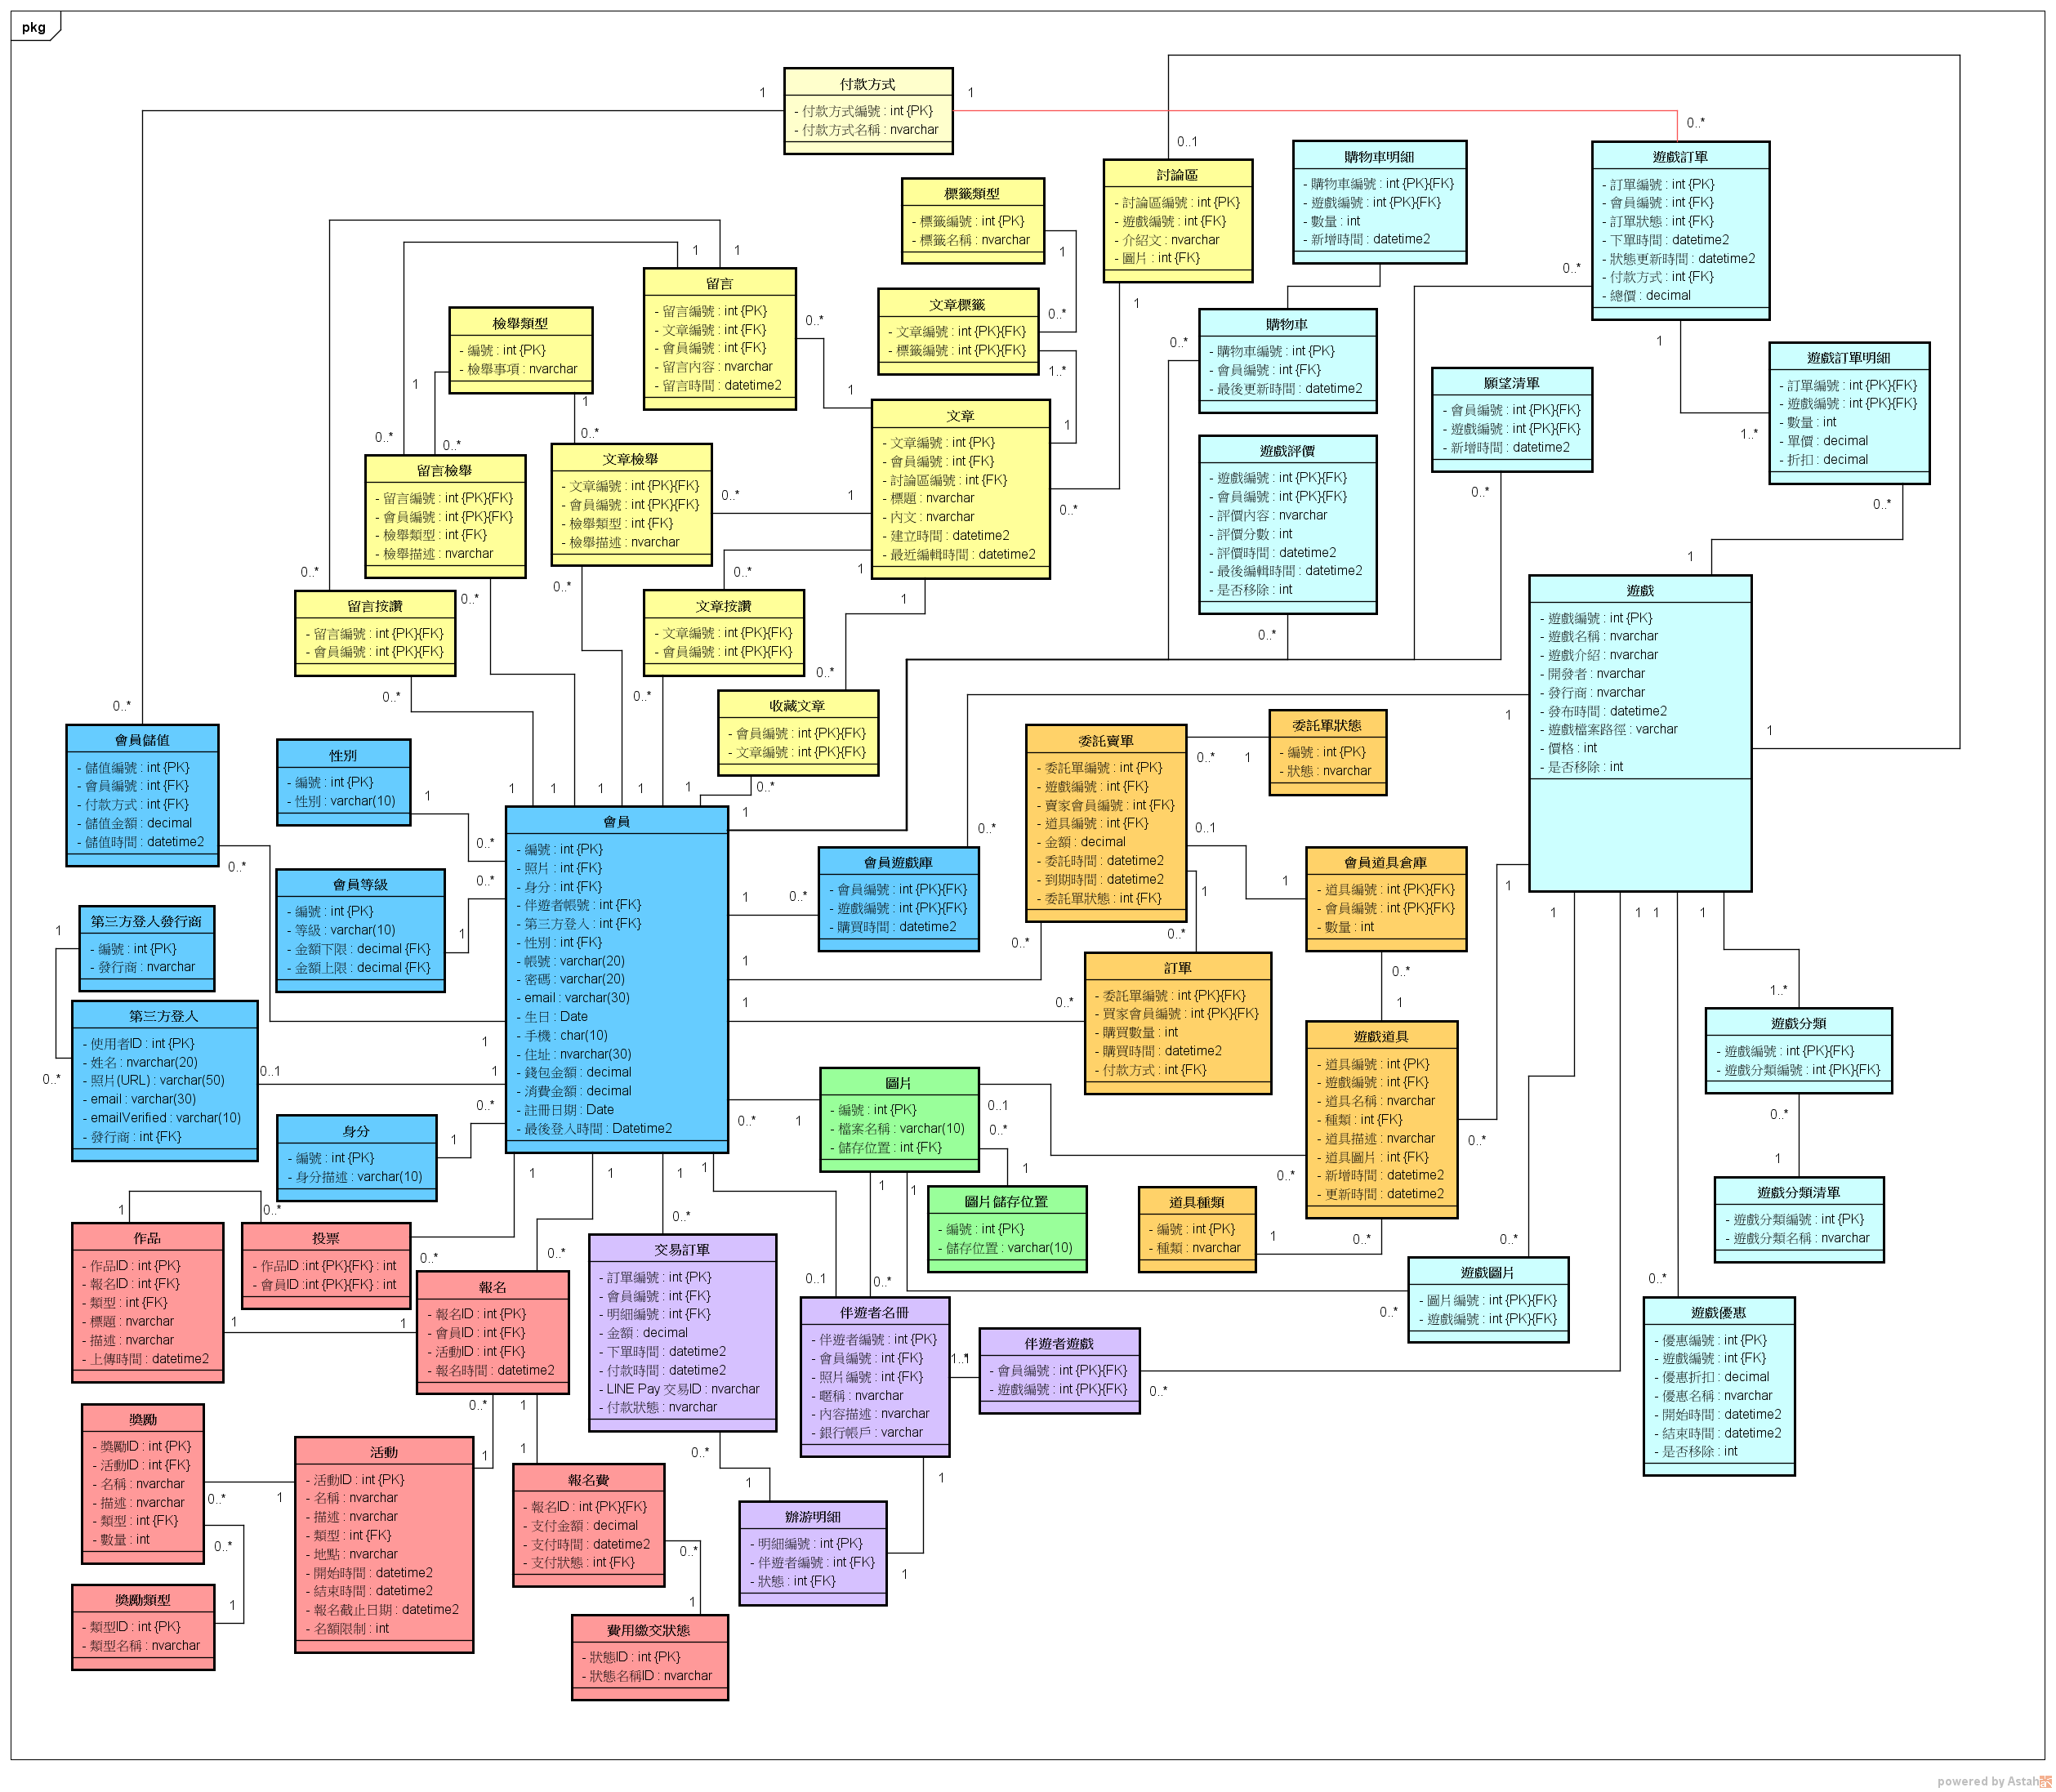 pkg
付款方式
- 付款方式編號 : int {PK}
- 付款方式名稱 : nvarchar
1
1
0..*
0..*
討論區
- 討論區編號 : int {PK}
- 遊戲編號 : int {FK}
- 介紹文 : nvarchar
- 圖片 : int {FK}
0..1
1
購物車明細
- 購物車編號 : int {PK}{FK}
- 遊戲編號 : int {PK}{FK}
- 數量 : int
- 新增時間 : datetime2
遊戲訂單
- 訂單編號 : int {PK}
- 會員編號 : int {FK}
- 訂單狀態 : int {FK}
- 下單時間 : datetime2
- 狀態更新時間 : datetime2
- 付款方式 : int {FK}
- 總價 : decimal
0..*
1
標籤類型
- 標籤編號 : int {PK}
- 標籤名稱 : nvarchar
1
0..*
文章標籤
- 文章編號 : int {PK}{FK}
- 標籤編號 : int {PK}{FK}
1..*
1
留言
- 留言編號 : int {PK}
- 文章編號 : int {FK}
- 會員編號 : int {FK}
- 留言內容 : nvarchar
- 留言時間 : datetime2
1
1
0..*
1
檢舉類型
- 編號 : int {PK}
- 檢舉事項 : nvarchar
1
1
0..*
0..*
0..*
購物車
- 購物車編號 : int {PK}
- 會員編號 : int {FK}
- 最後更新時間 : datetime2
0..*
願望清單
- 會員編號 : int {PK}{FK}
- 遊戲編號 : int {PK}{FK}
- 新增時間 : datetime2
0..*
遊戲訂單明細
- 訂單編號 : int {PK}{FK}
- 遊戲編號 : int {PK}{FK}
- 數量 : int
- 單價 : decimal
- 折扣 : decimal
1..*
0..*
1
文章
- 文章編號 : int {PK}
- 會員編號 : int {FK}
- 討論區編號 : int {FK}
- 標題 : nvarchar
- 內文 : nvarchar
- 建立時間 : datetime2
- 最近編輯時間 : datetime2
1
0..*
1
1
文章檢舉
- 文章編號 : int {PK}{FK}
- 會員編號 : int {PK}{FK}
- 檢舉類型 : int {FK}
- 檢舉描述 : nvarchar
0..*
0..*
留言檢舉
- 留言編號 : int {PK}{FK}
- 會員編號 : int {PK}{FK}
- 檢舉類型 : int {FK}
- 檢舉描述 : nvarchar
0..*
0..*
遊戲評價
- 遊戲編號 : int {PK}{FK}
- 會員編號 : int {PK}{FK}
- 評價內容 : nvarchar
- 評價分數 : int
- 評價時間 : datetime2
- 最後編輯時間 : datetime2
- 是否移除 : int
0..*
遊戲
- 遊戲編號 : int {PK}
- 遊戲名稱 : nvarchar
- 遊戲介紹 : nvarchar
- 開發者 : nvarchar
- 發行商 : nvarchar
- 發布時間 : datetime2
- 遊戲檔案路徑 : varchar
- 價格 : int
- 是否移除 : int
1
1
1
1
1
1
1
留言按讚
- 留言編號 : int {PK}{FK}
- 會員編號 : int {PK}{FK}
0..*
文章按讚
- 文章編號 : int {PK}{FK}
- 會員編號 : int {PK}{FK}
0..*
0..*
收藏文章
- 會員編號 : int {PK}{FK}
- 文章編號 : int {PK}{FK}
0..*
0..*
會員儲值
- 儲值編號 : int {PK}
- 會員編號 : int {FK}
- 付款方式 : int {FK}
- 儲值金額 : decimal
- 儲值時間 : datetime2
0..*
性別
- 編號 : int {PK}
- 性別 : varchar(10)
1
0..*
會員等級
- 編號 : int {PK}
- 等級 : varchar(10)
- 金額下限 : decimal {FK}
- 金額上限 : decimal {FK}
0..*
1
第三方登入發行商
- 編號 : int {PK}
- 發行商 : nvarchar
1
0..*
第三方登入
- 使用者ID : int {PK}
- 姓名 : nvarchar(20)
- 照片(URL) : varchar(50)
- email : varchar(30)
- emailVerified : varchar(10)
- 發行商 : int {FK}
0..1
1
1
身分
- 編號 : int {PK}
- 身分描述 : varchar(10)
1
0..*
會員
- 編號 : int {PK}
- 照片 : int {FK}
- 身分 : int {FK}
- 伴遊者帳號 : int {FK}
- 第三方登入 : int {FK}
- 性別 : int {FK}
- 帳號 : varchar(20)
- 密碼 : varchar(20)
- email : varchar(30)
- 生日 : Date
- 手機 : char(10)
- 住址 : nvarchar(30)
- 錢包金額 : decimal
- 消費金額 : decimal
- 註冊日期 : Date
- 最後登入時間 : Datetime2
1
1
1
1
1
1
1
1
1
0..*
1
1
1
1
會員遊戲庫
- 會員編號 : int {PK}{FK}
- 遊戲編號 : int {PK}{FK}
- 購買時間 : datetime2
0..*
0..*
委託賣單
- 委託單編號 : int {PK}
- 遊戲編號 : int {FK}
- 賣家會員編號 : int {FK}
- 道具編號 : int {FK}
- 金額 : decimal
- 委託時間 : datetime2
- 到期時間 : datetime2
- 委託單狀態 : int {FK}
0..*
0..1
1
0..*
委託單狀態
- 編號 : int {PK}
- 狀態 : nvarchar
1
會員道具倉庫
- 道具編號 : int {PK}{FK}
- 會員編號 : int {PK}{FK}
- 數量 : int
1
0..*
1
訂單
- 委託單編號 : int {PK}{FK}
- 買家會員編號 : int {PK}{FK}
- 購買數量 : int
- 購買時間 : datetime2
- 付款方式 : int {FK}
0..*
0..*
遊戲道具
- 道具編號 : int {PK}
- 遊戲編號 : int {FK}
- 道具名稱 : nvarchar
- 種類 : int {FK}
- 道具描述 : nvarchar
- 道具圖片 : int {FK}
- 新增時間 : datetime2
- 更新時間 : datetime2
0..*
0..*
0..*
道具種類
- 編號 : int {PK}
- 種類 : nvarchar
1
圖片
- 編號 : int {PK}
- 檔案名稱 : varchar(10)
- 儲存位置 : int {FK}
1
0..1
0..*
1
1
圖片儲存位置
- 編號 : int {PK}
- 儲存位置 : varchar(10)
1
遊戲分類
- 遊戲編號 : int {PK}{FK}
- 遊戲分類編號 : int {PK}{FK}
1..*
0..*
遊戲分類清單
- 遊戲分類編號 : int {PK}
- 遊戲分類名稱 : nvarchar
1
遊戲圖片
- 圖片編號 : int {PK}{FK}
- 遊戲編號 : int {PK}{FK}
0..*
0..*
遊戲優惠
- 優惠編號 : int {PK}
- 遊戲編號 : int {FK}
- 優惠折扣 : decimal
- 優惠名稱 : nvarchar
- 開始時間 : datetime2
- 結束時間 : datetime2
- 是否移除 : int
0..*
作品
- 作品ID : int {PK}
- 報名ID : int {FK}
- 類型 : int {FK}
- 標題 : nvarchar
- 描述 : nvarchar
- 上傳時間 : datetime2
1
1
投票
- 作品ID :int {PK}{FK} : int
- 會員ID :int {PK}{FK} : int
0..*
0..*
報名
- 報名ID : int {PK}
- 會員ID : int {FK}
- 活動ID : int {FK}
- 報名時間 : datetime2
0..*
1
0..*
1
交易訂單
- 訂單編號 : int {PK}
- 會員編號 : int {FK}
- 明細編號 : int {FK}
- 金額 : decimal
- 下單時間 : datetime2
- 付款時間 : datetime2
- LINE Pay 交易ID : nvarchar
- 付款狀態 : nvarchar
0..*
0..*
伴遊者名冊
- 伴遊者編號 : int {PK}
- 會員編號 : int {FK}
- 照片編號 : int {FK}
- 暱稱 : nvarchar
- 內容描述 : nvarchar
- 銀行帳戶 : varchar
0..1
0..*
1
伴遊者遊戲
- 會員編號 : int {PK}{FK}
- 遊戲編號 : int {PK}{FK}
0..*
獎勵
- 獎勵ID : int {PK}
- 活動ID : int {FK}
- 名稱 : nvarchar
- 描述 : nvarchar
- 類型 : int {FK}
- 數量 : int
0..*
0..*
獎勵類型
- 類型ID : int {PK}
- 類型名稱 : nvarchar
1
活動
- 活動ID : int {PK}
- 名稱 : nvarchar
- 描述 : nvarchar
- 類型 : int {FK}
- 地點 : nvarchar
- 開始時間 : datetime2
- 結束時間 : datetime2
- 報名截止日期 : datetime2
- 名額限制 : int
1
1
報名費
- 報名ID : int {PK}{FK}
- 支付金額 : decimal
- 支付時間 : datetime2
- 支付狀態 : int {FK}
1
0..*
費用繳交狀態
- 狀態ID : int {PK}
- 狀態名稱ID : nvarchar
1
辦游明細
- 明細編號 : int {PK}
- 伴遊者編號 : int {FK}
- 狀態 : int {FK}
1
1
powered by Astah